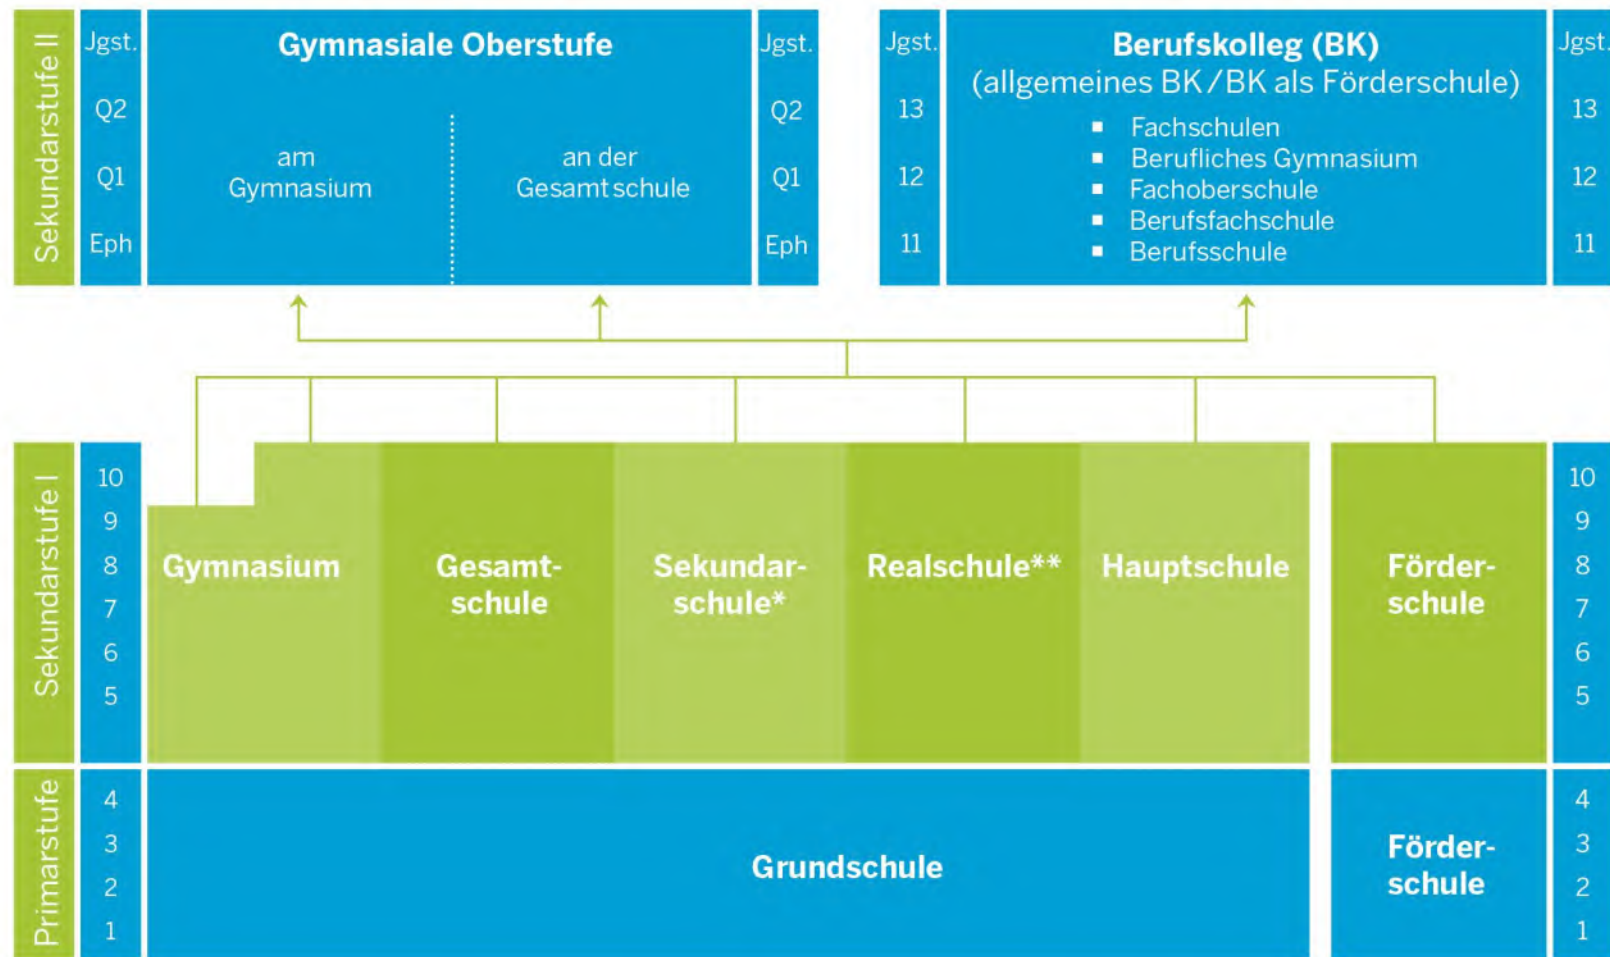 Sekundarstufe II
Jgst.
Q2
Q1
Eph
Gymnasiale Oberstufe
am
Gymnasium
an der
Gesamtschule
Jgst.
Q2
Q1
Eph
Jgst.
13
12
11
Berufskolleg (BK)
(allgemeines BK/BK als Förderschule)
▪ Fachschulen
▪ Berufliches Gymnasium
▪ Fachoberschule
▪ Berufsfachschule
▪ Berufsschule
Jgst.
13
12
11
Sekundarstufe I
10
9
8
7
6
5
Gymnasium
Gesamt-
schule
Sekundar-
schule*
Realschule**
Hauptschule
Förder-
schule
10
9
8
7
6
5
Primarstufe
4
3
2
1
Grundschule
Förder-
schule
4
3
2
1